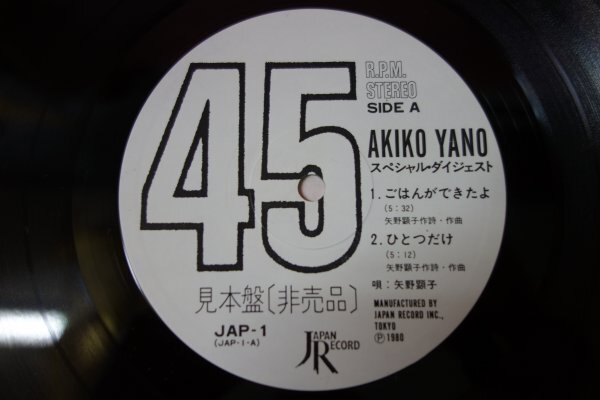 45
R.P.M.
STEREO
SIDE A
AKIKO YANO
スペシャル・ダイジェスト
1. ごはんができたよ
(5:32)
矢野顕子作詩・作曲
2. ひとつだけ
(5:12)
矢野顕子作詩・作曲
唄:矢野顕子
見本盤〔非売品〕
JAP-1
(JAP-1-A)
JAPAN
RECORD
MANUFACTURED BY
JAPAN RECORD INC.,
TOKYO
Ⓟ 1980